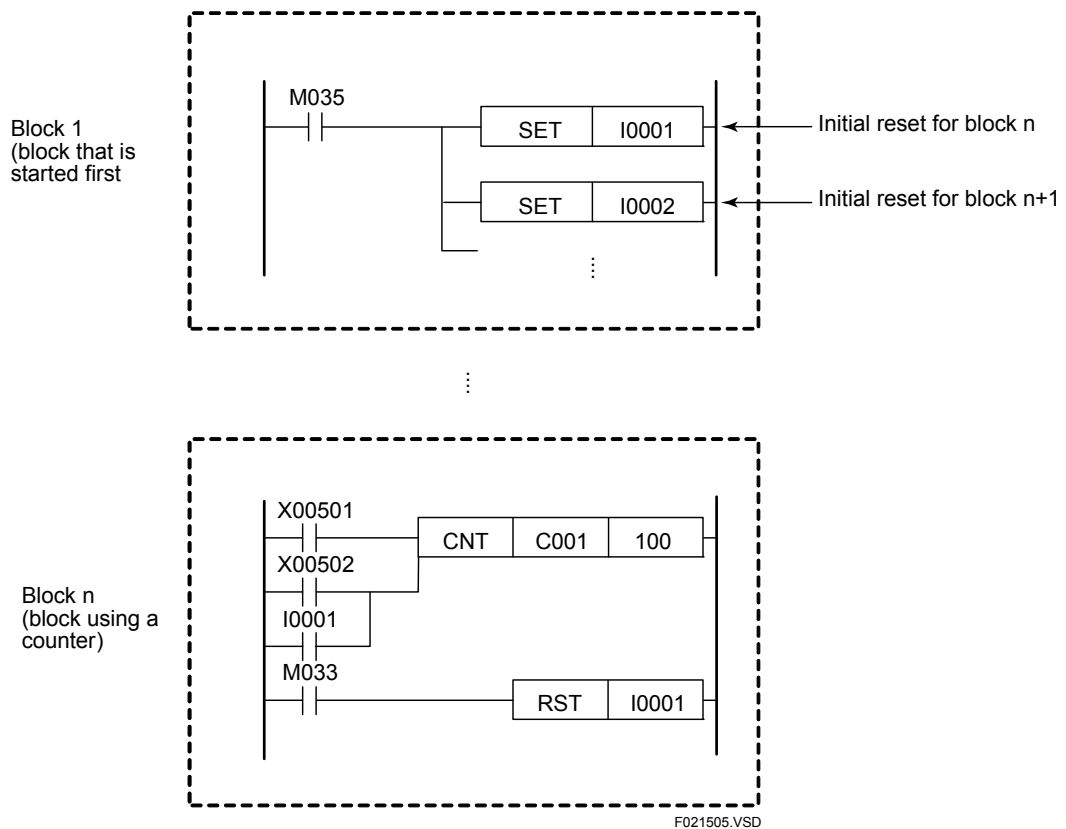 Block 1
(block that is
started first
M035
SET I0001
Initial reset for block n
SET I0002
Initial reset for block n+1
Block n
(block using a
counter)
X00501
CNT C001 100
X00502
I0001
M033
RST I0001
F021505.VSD